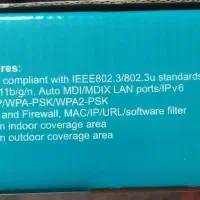 res:
compliant with IEEE802.3/802.3u standards
11b/g/n. Auto MDI/MDIX LAN ports/IPv6
P/WPA-PSK/WPA2-PSK
and Firewall, MAC/IP/URL/software filter
m indoor coverage area
m outdoor coverage area